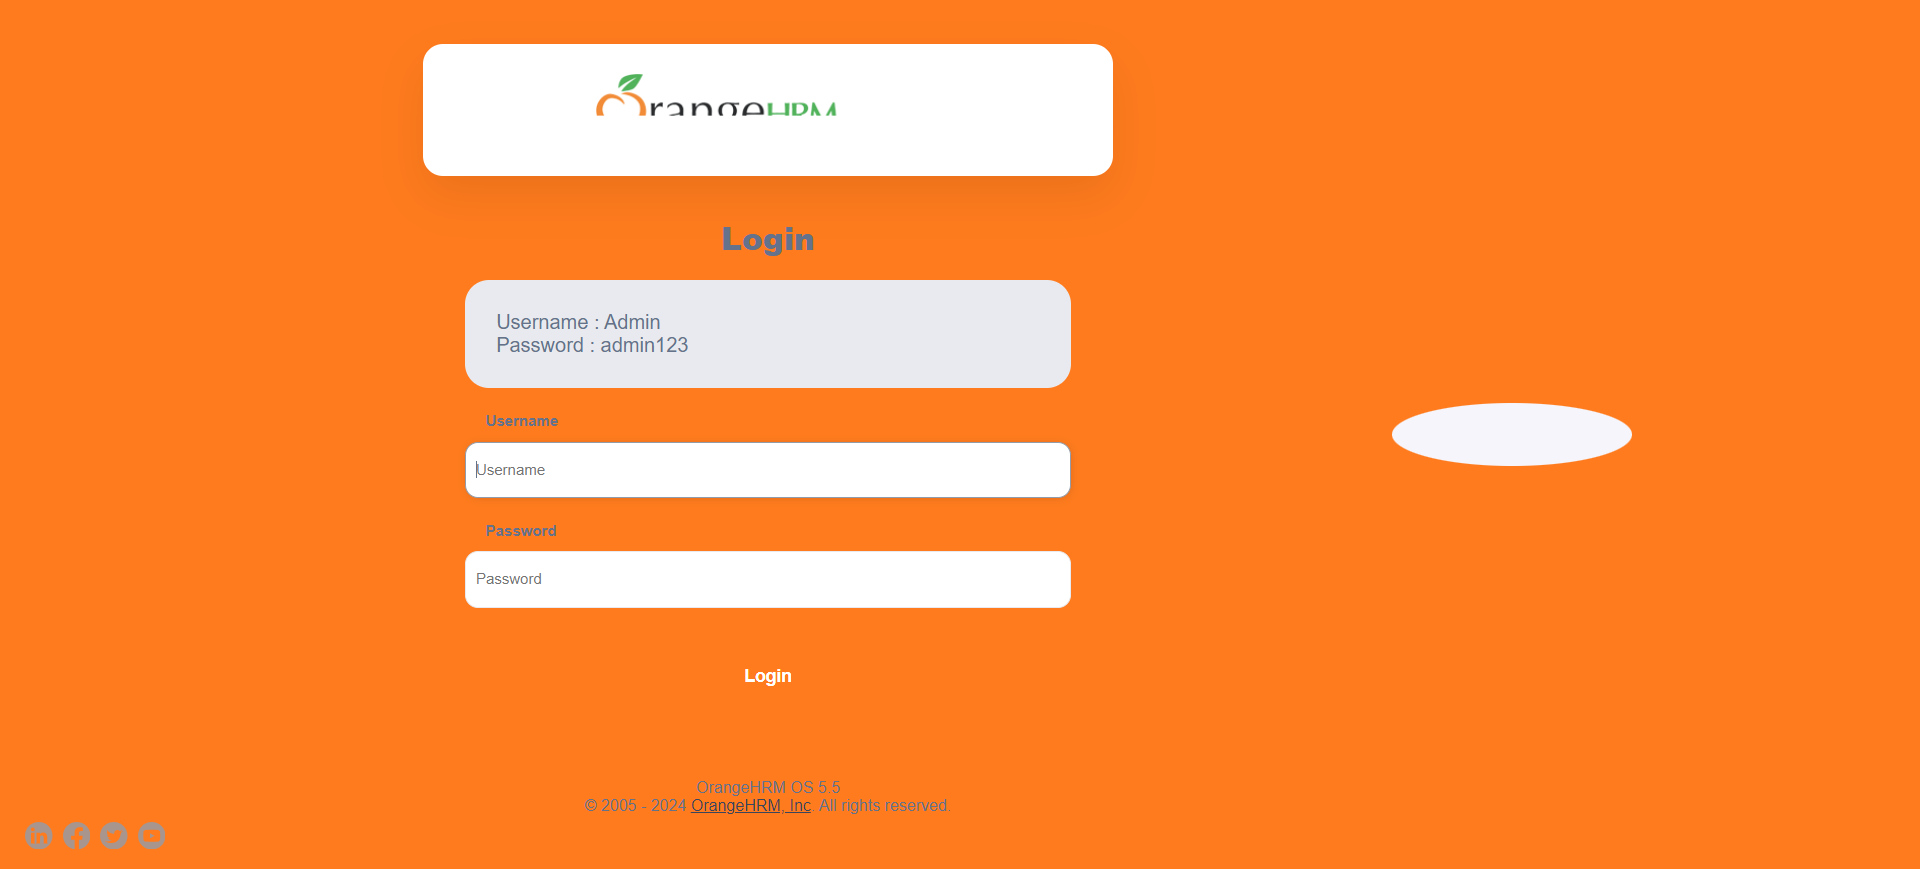 OrangeHRM
Login
Username : Admin
Password : admin123
Username
Username
Password
Password
Login
OrangeHRM OS 5.5
© 2005 - 2024 OrangeHRM, Inc. All rights reserved.